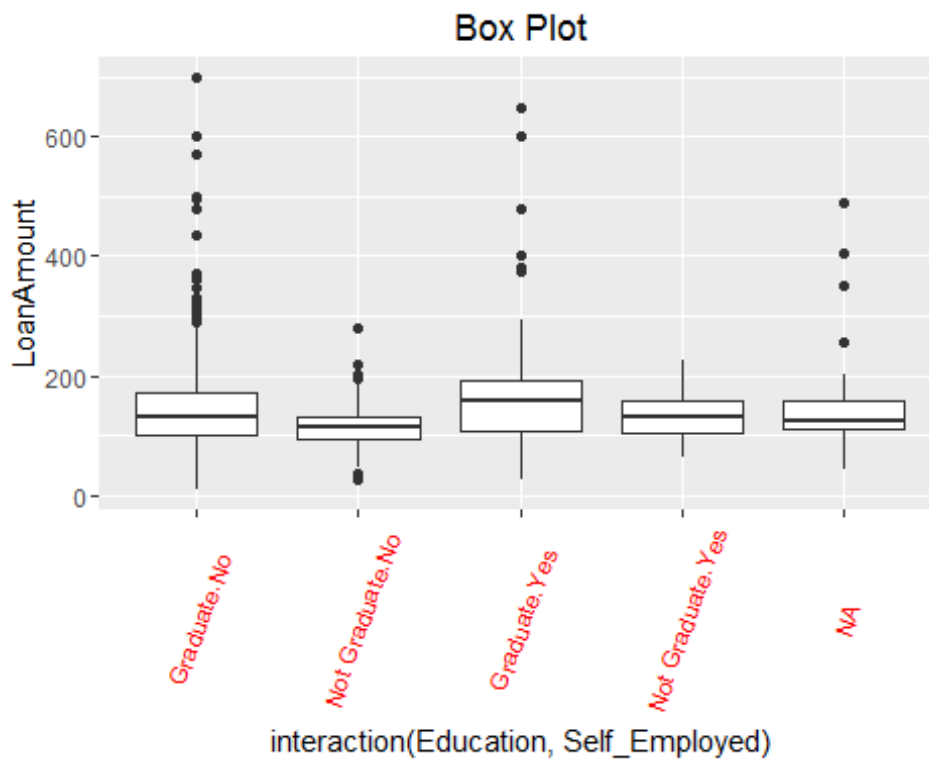 Box Plot
LoanAmount
600
400
200
0
Graduate.No
Not Graduate.No
Graduate.Yes
Not Graduate.Yes
NA
interaction(Education, Self_Employed)